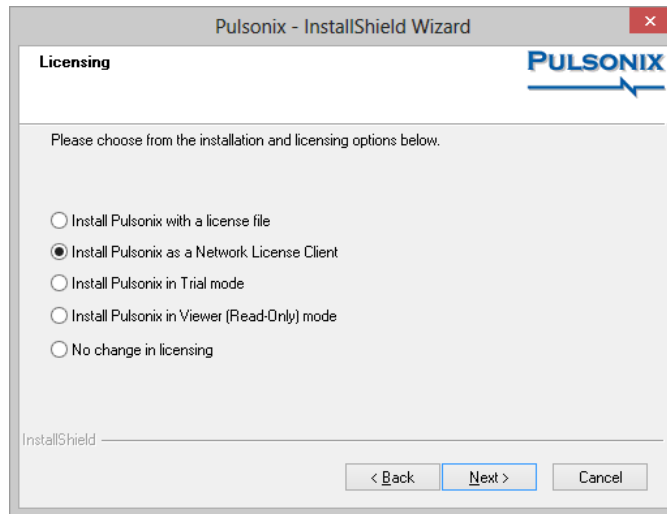 Pulsonix - InstallShield Wizard
Licensing
PULSONIX
Please choose from the installation and licensing options below.
Install Pulsonix with a license file
Install Pulsonix as a Network License Client
Install Pulsonix in Trial mode
Install Pulsonix in Viewer (Read-Only) mode
No change in licensing
InstallShield
< Back Next > Cancel